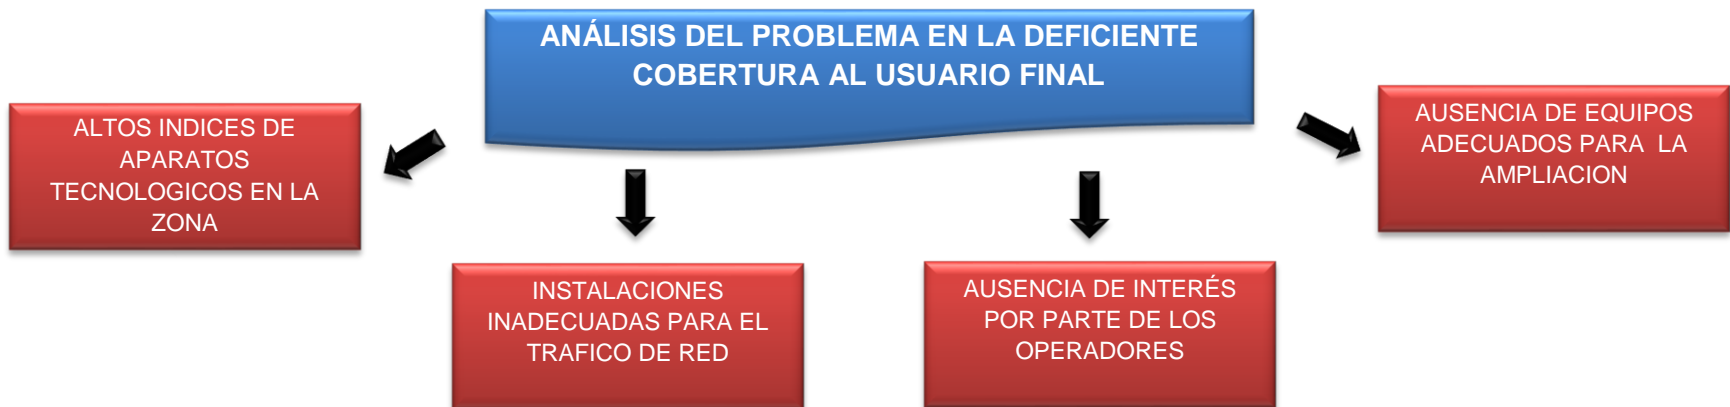 ANÁLISIS DEL PROBLEMA EN LA DEFICIENTE
COBERTURA AL USUARIO FINAL
ALTOS INDICES DE
APARATOS
TECNOLOGICOS EN LA
ZONA
INSTALACIONES
INADECUADAS PARA EL
TRAFICO DE RED
AUSENCIA DE INTERÉS
POR PARTE DE LOS
OPERADORES
AUSENCIA DE EQUIPOS
ADECUADOS PARA LA
AMPLIACION